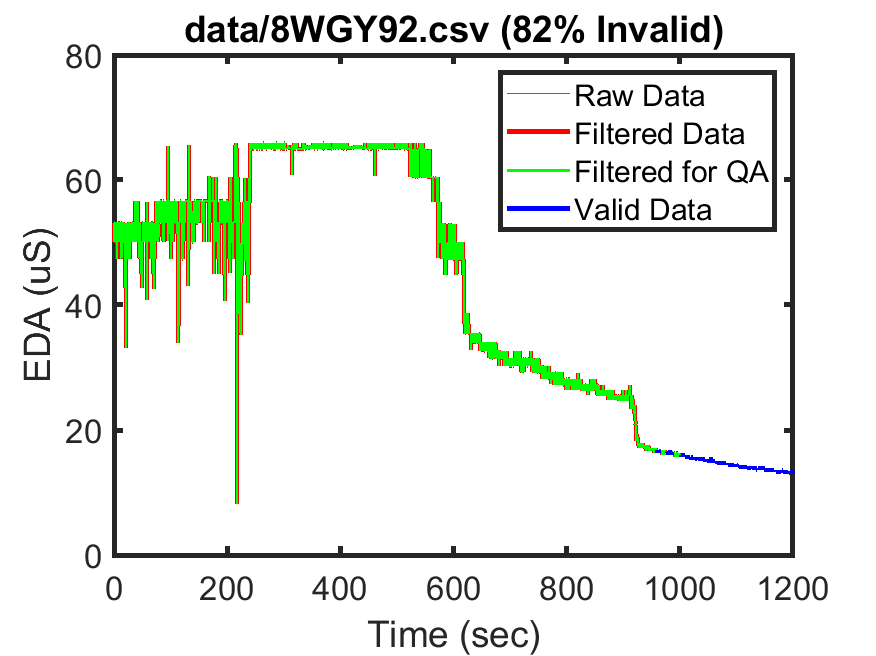 data/8WGY92.csv (82% Invalid)
80
60
40
20
0
EDA (uS)
Raw Data
Filtered Data
Filtered for QA
Valid Data
0 200 400 600 800 1000 1200
Time (sec)